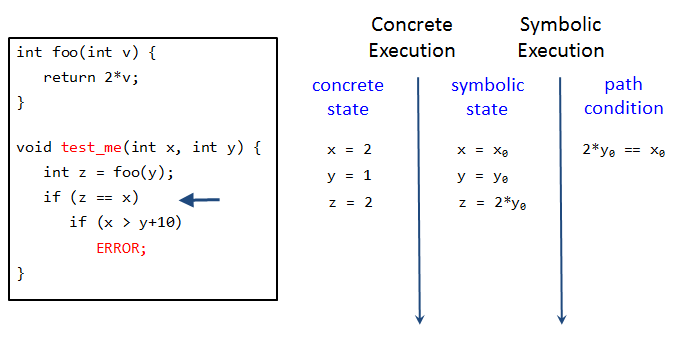 int foo(int v) {
return 2*v;
}
void test_me(int x, int y) {
int z = foo(y);
if (z == x)
if (x > y+10)
ERROR;
}
Concrete Execution
Symbolic Execution
concrete state
symbolic state
path condition
x = 2
y = 1
z = 2
x = x₀
y = y₀
z = 2*y₀
2*y₀ == x₀